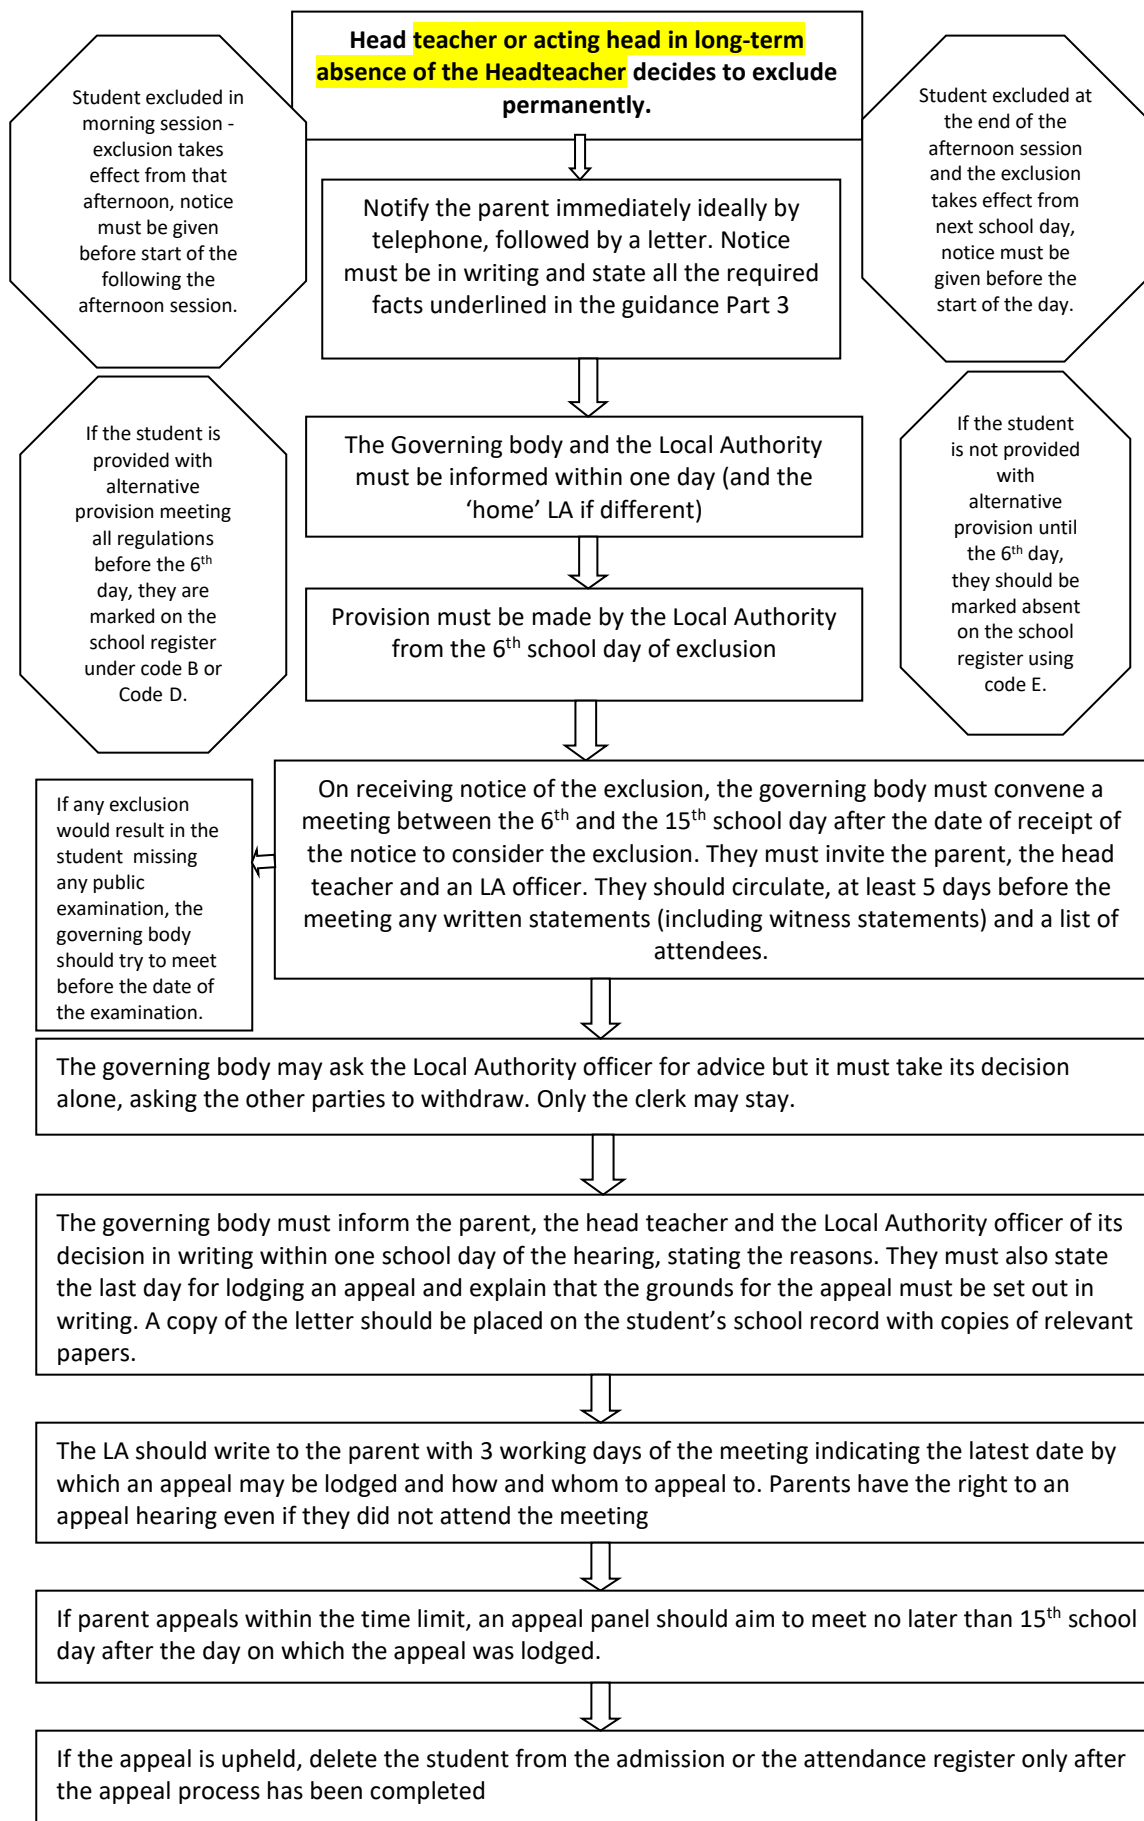 Head teacher or acting head in long-term
absence of the Headteacher decides to exclude
permanently.
Student excluded in
morning session -
exclusion takes
effect from that
afternoon, notice
must be given
before start of the
following the
afternoon session.
Student excluded at
the end of the
afternoon session
and the exclusion
takes effect from
next school day,
notice must be
given before the
start of the day.
Notify the parent immediately ideally by
telephone, followed by a letter. Notice
must be in writing and state all the required
facts underlined in the guidance Part 3
The Governing body and the Local Authority
must be informed within one day (and the
‘home’ LA if different)
If the student is
provided with
alternative
provision meeting
all regulations
before the 6th
day, they are
marked on the
school register
under code B or
Code D.
If the student
is not provided
with
alternative
provision until
the 6th day,
they should be
marked absent
on the school
register using
code E.
Provision must be made by the Local Authority
from the 6th school day of exclusion
On receiving notice of the exclusion, the governing body must convene a
meeting between the 6th and the 15th school day after the date of receipt of
the notice to consider the exclusion. They must invite the parent, the head
teacher and an LA officer. They should circulate, at least 5 days before the
meeting any written statements (including witness statements) and a list of
attendees.
If any exclusion
would result in the
student  missing
any public
examination, the
governing body
should try to meet
before the date of
the examination.
The governing body may ask the Local Authority officer for advice but it must take its decision
alone, asking the other parties to withdraw. Only the clerk may stay.
The governing body must inform the parent, the head teacher and the Local Authority officer of its
decision in writing within one school day of the hearing, stating the reasons. They must also state
the last day for lodging an appeal and explain that the grounds for the appeal must be set out in
writing. A copy of the letter should be placed on the student’s school record with copies of relevant
papers.
The LA should write to the parent with 3 working days of the meeting indicating the latest date by
which an appeal may be lodged and how and whom to appeal to. Parents have the right to an
appeal hearing even if they did not attend the meeting
If parent appeals within the time limit, an appeal panel should aim to meet no later than 15th school
day after the day on which the appeal was lodged.
If the appeal is upheld, delete the student from the admission or the attendance register only after
the appeal process has been completed